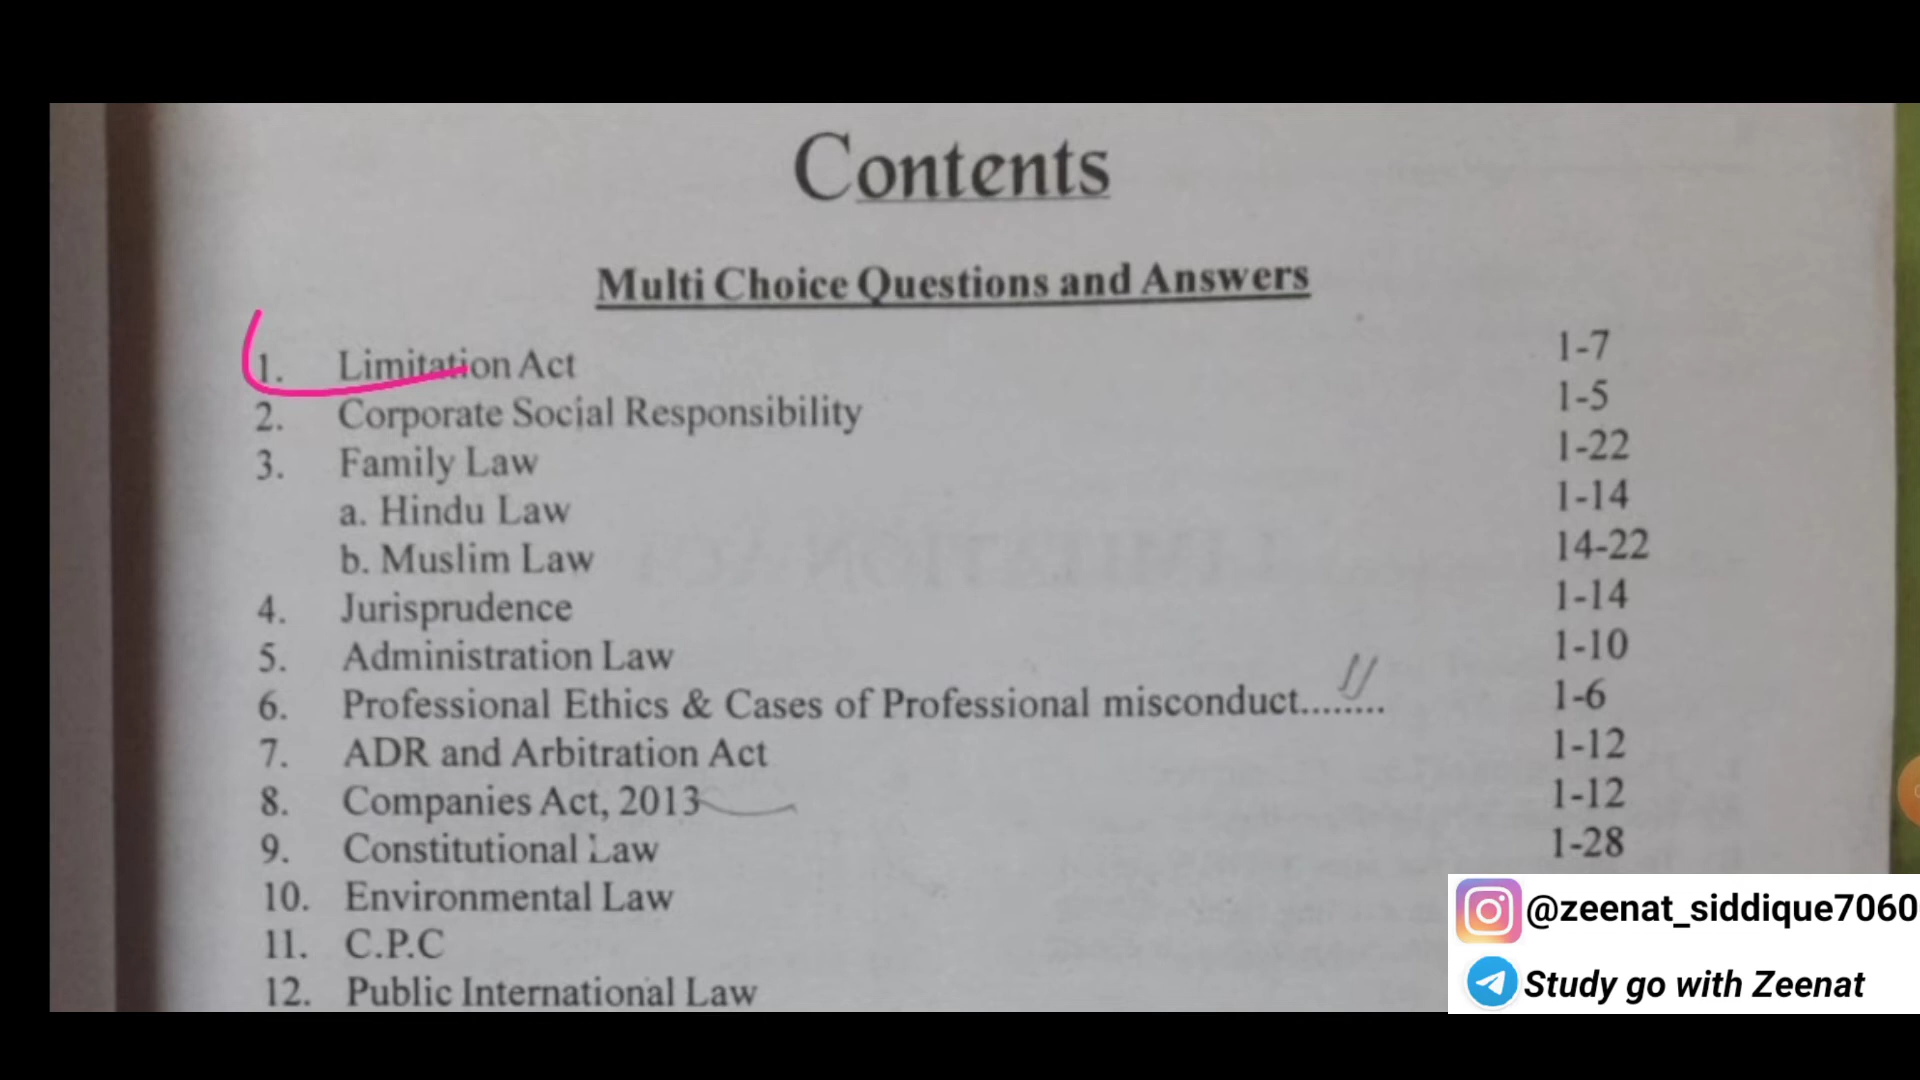 Contents
Multi Choice Questions and Answers
1. Limitation Act 1-7
2. Corporate Social Responsibility 1-5
3. Family Law 1-22
a. Hindu Law 1-14
b. Muslim Law 14-22
4. Jurisprudence 1-14
5. Administration Law 1-10
6. Professional Ethics & Cases of Professional misconduct........ 1-6
7. ADR and Arbitration Act 1-12
8. Companies Act, 2013 1-12
9. Constitutional Law 1-28
10. Environmental Law
11. C.P.C
12. Public International Law
@zeenat_siddique7060
Study go with Zeenat